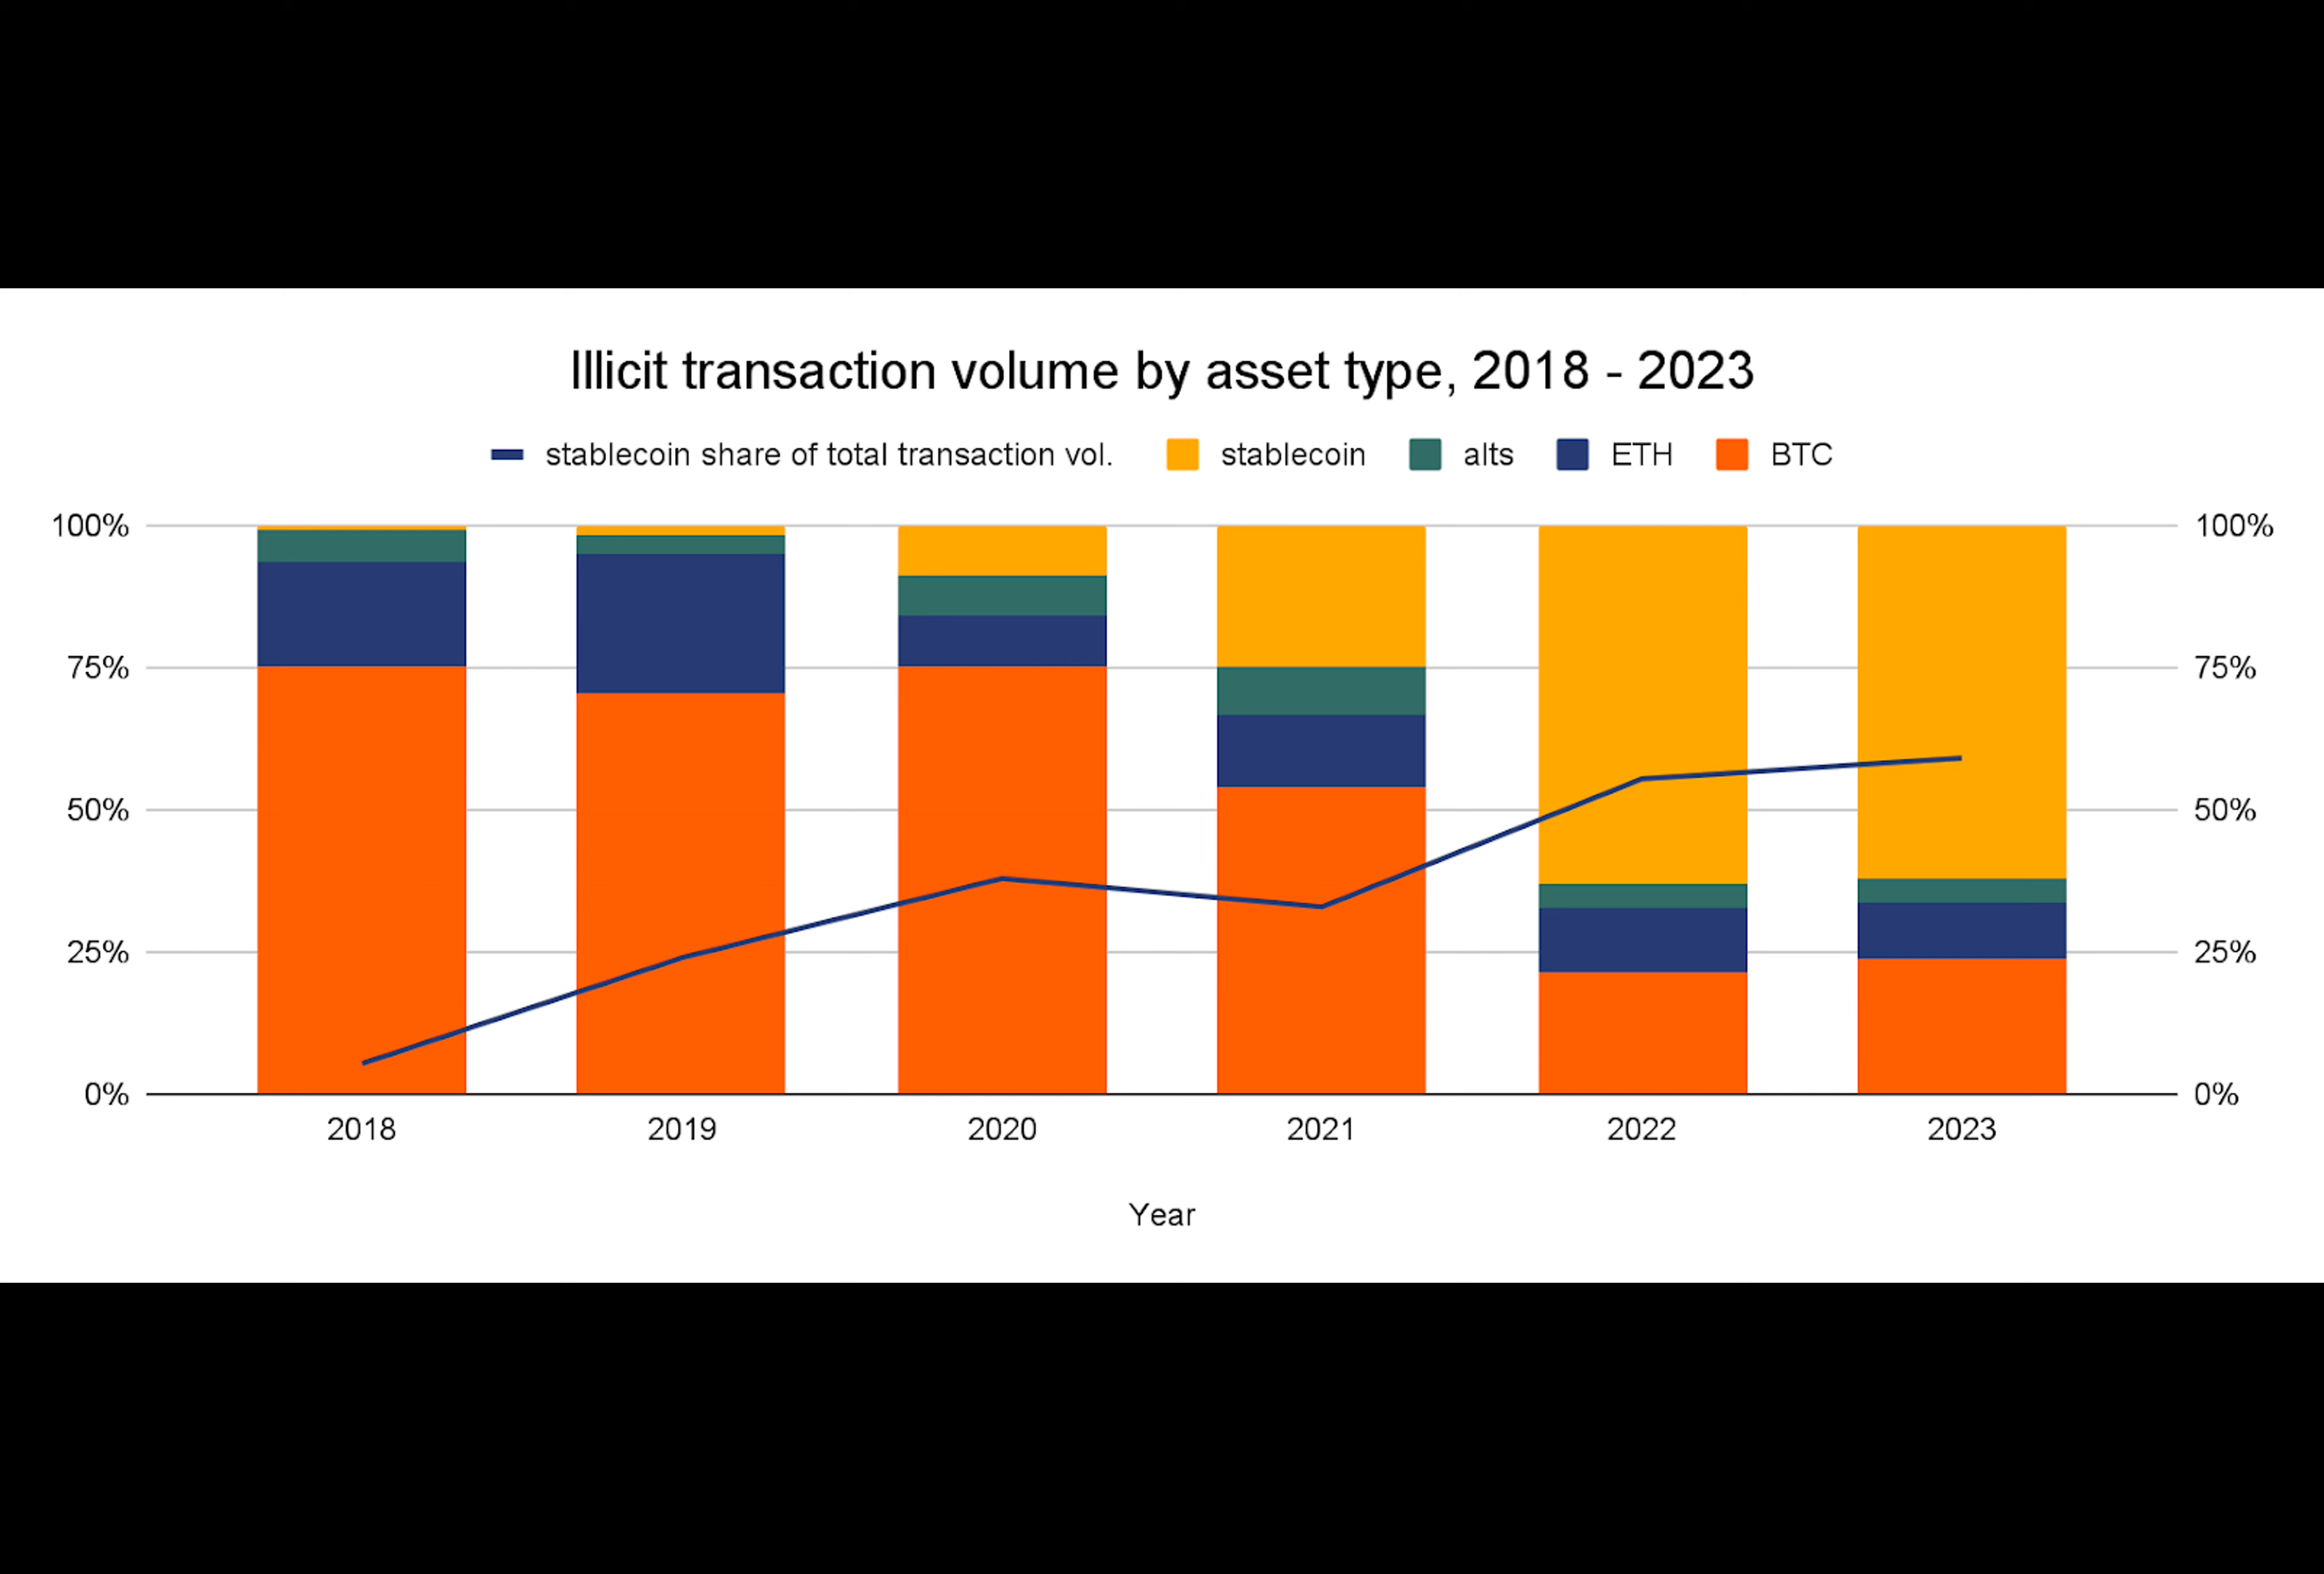 Illicit transaction volume by asset type, 2018 - 2023
stablecoin share of total transaction vol. stablecoin alts ETH BTC
100% 100%
75% 75%
50% 50%
25% 25%
0% 0%
2018 2019 2020 2021 2022 2023
Year